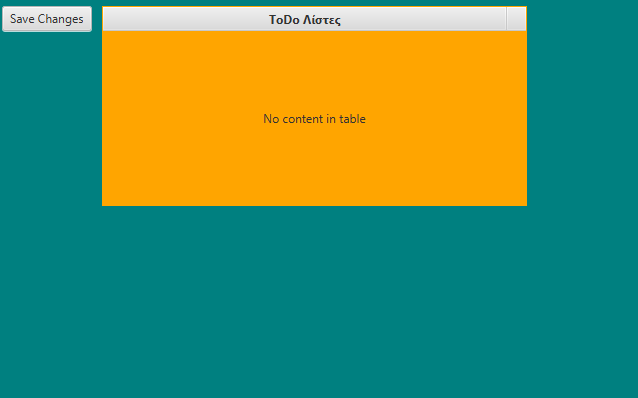 Save Changes
ToDo Λίστες
No content in table